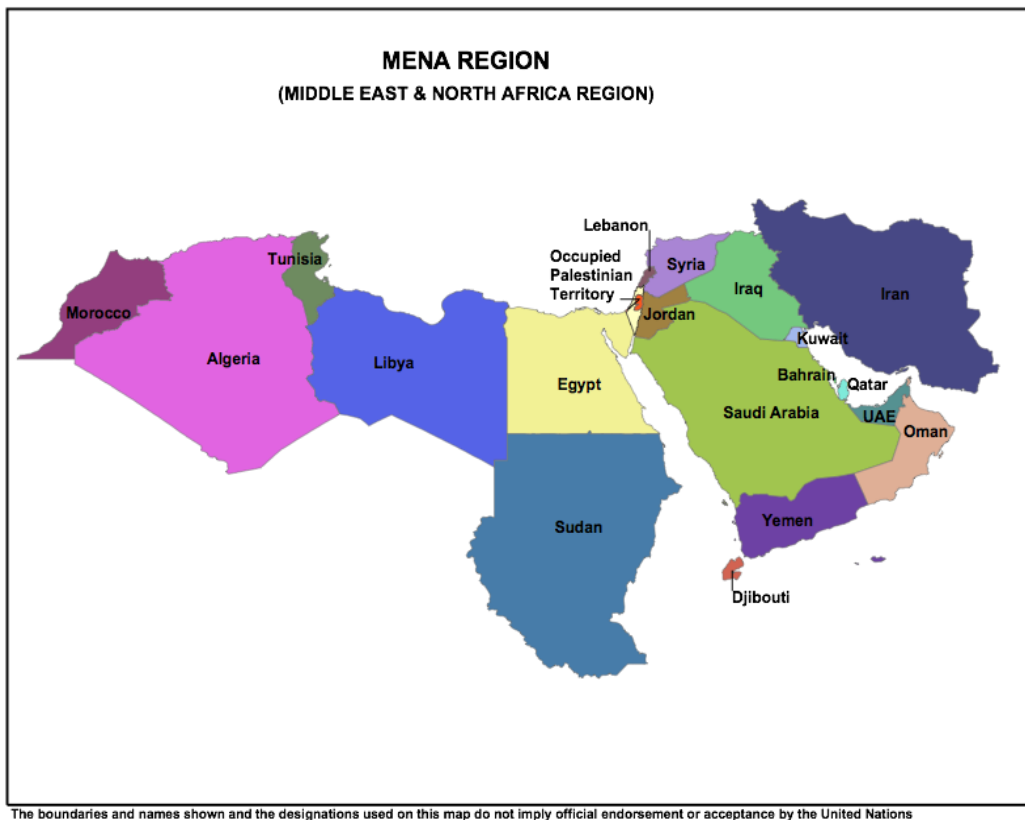 MENA REGION
(MIDDLE EAST & NORTH AFRICA REGION)
Lebanon
Occupied
Palestinian
Territory
Tunisia
Syria
Iraq
Iran
Morocco
Jordan
Kuwait
Algeria
Libya
Egypt
Bahrain
Qatar
Saudi Arabia
UAE
Oman
Sudan
Yemen
Djibouti
The boundaries and names shown and the designations used on this map do not imply official endorsement or acceptance by the United Nations